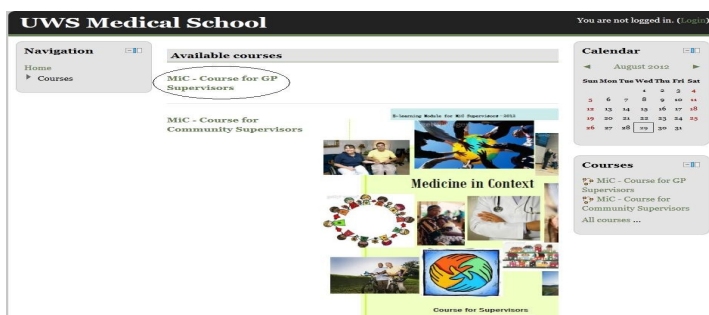 UWS Medical School
You are not logged in. (Login)
Navigation
Home
Courses
Available courses
MiC - Course for GP
Supervisors
MiC - Course for
Community Supervisors
E-learning Module for MiC Supervisors -2012
Medicine in Context
Course for Supervisors
Calendar
◄ August 2012 ►
Sun Mon Tue Wed Thu Fri Sat
1 2 3 4
5 6 7 8 9 10 11
12 13 14 15 16 17 18
19 20 21 22 23 24 25
26 27 28 29 30 31
Courses
MiC - Course for GP
Supervisors
MiC - Course for
Community Supervisors
All courses ...